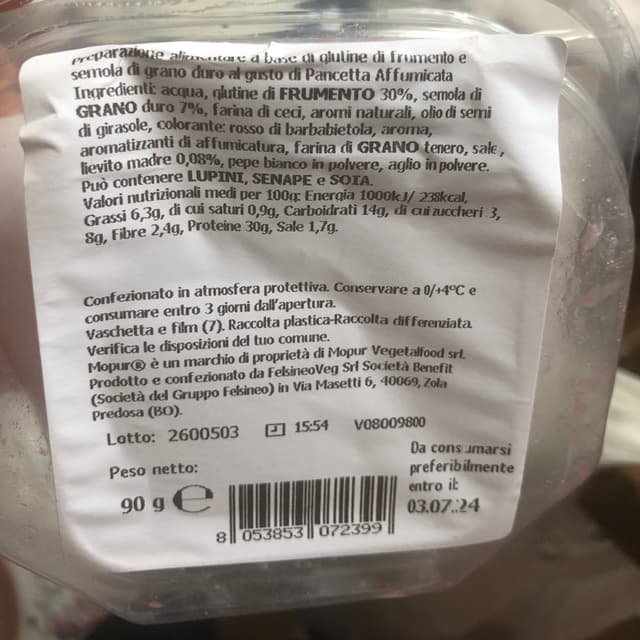 Preparazione alimentare a base di glutine di frumento e
semola di grano duro al gusto di Pancetta Affumicata
Ingredienti: acqua, glutine di FRUMENTO 30%, semola di
GRANO duro 7%, farina di ceci, aromi naturali, olio di semi
di girasole, colorante: rosso di barbabietola, aroma,
aromatizzanti di affumicatura, farina di GRANO tenero, sale,
lievito madre 0,08%, pepe bianco in polvere, aglio in polvere.
Può contenere LUPINI, SENAPE e SOIA.
Valori nutrizionali medi per 100g: Energia 1000kJ/ 238kcal,
Grassi 6,3g, di cui saturi 0,9g, Carboidrati 14g, di cui zuccheri 3,
8g, Fibre 2,4g, Proteine 30g, Sale 1,7g.
Confezionato in atmosfera protettiva. Conservare a 0/+4°C e
consumare entro 3 giorni dall'apertura.
Vaschetta e film (7). Raccolta plastica-Raccolta differenziata.
Verifica le disposizioni del tuo comune.
Mopur® è un marchio di proprietà di Mopur Vegetalfood srl.
Prodotto e confezionato da FelsineoVeg Srl Società Benefit
(Società del Gruppo Felsineo) in Via Masetti 6, 40069, Zola
Predosa (BO).
Lotto: 2600503 15:54 V08009800
Peso netto:
90 g e
Da consumarsi
preferibilmente
entro il:
03.07.24
8 053853 072399